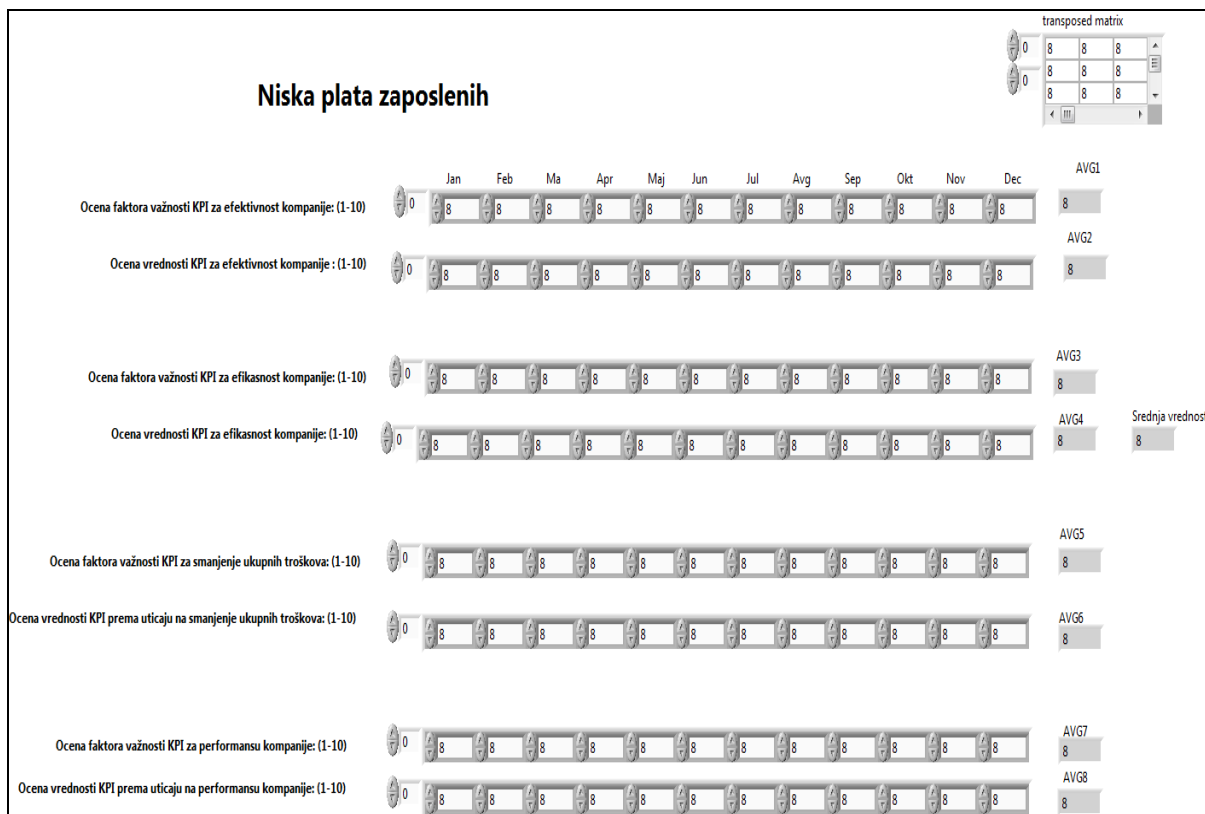 transposed matrix
0 8 8 8
0 8 8 8
8 8 8
Niska plata zaposlenih
Jan Feb Ma Apr Maj Jun Jul Avg Sep Okt Nov Dec AVG1
Ocena faktora važnosti KPI za efektivnost kompanije: (1-10) 0 8 8 8 8 8 8 8 8 8 8 8 8 8
AVG2
Ocena vrednosti KPI za efektivnost kompanije : (1-10) 0 8 8 8 8 8 8 8 8 8 8 8 8 8
AVG3
Ocena faktora važnosti KPI za efikasnost kompanije: (1-10) 0 8 8 8 8 8 8 8 8 8 8 8 8 8
AVG4 Srednja vrednost
Ocena vrednosti KPI za efikasnost kompanije: (1-10) 0 8 8 8 8 8 8 8 8 8 8 8 8 8 8
AVG5
Ocena faktora važnosti KPI za smanjenje ukupnih troškova: (1-10) 0 8 8 8 8 8 8 8 8 8 8 8 8 8
Ocena vrednosti KPI prema uticaju na smanjenje ukupnih troškova: (1-10) 0 8 8 8 8 8 8 8 8 8 8 8 8 AVG6
8
AVG7
Ocena faktora važnosti KPI za performansu kompanije: (1-10) 0 8 8 8 8 8 8 8 8 8 8 8 8 8
AVG8
Ocena vrednosti KPI prema uticaju na performansu kompanije: (1-10) 0 8 8 8 8 8 8 8 8 8 8 8 8 8